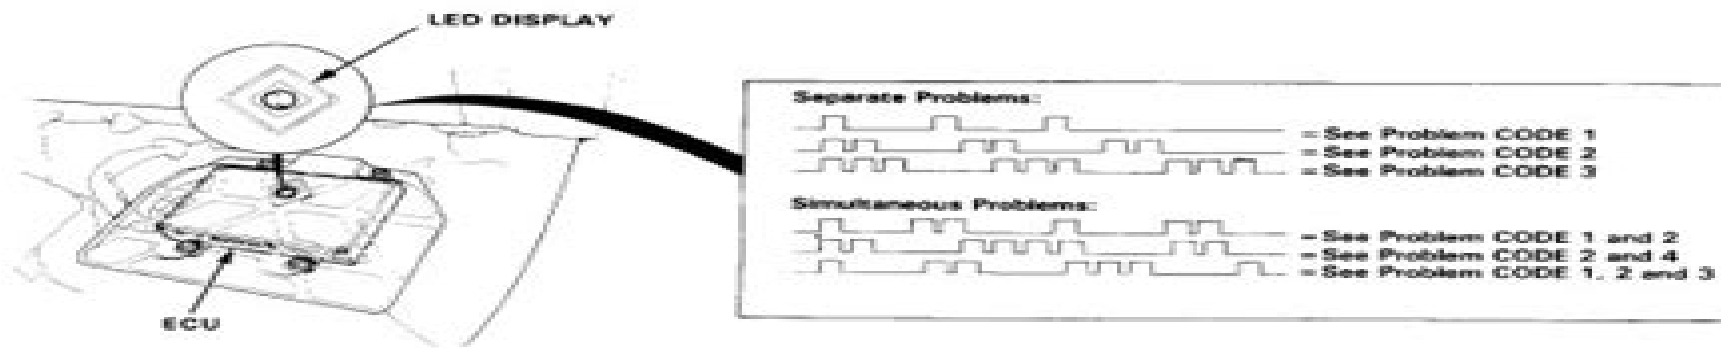 LED DISPLAY
Separate Problems:
= See Problem CODE 1
= See Problem CODE 2
= See Problem CODE 3
Simultaneous Problems:
= See Problem CODE 1 and 2
= See Problem CODE 2 and 4
= See Problem CODE 1, 2 and 3
ECU